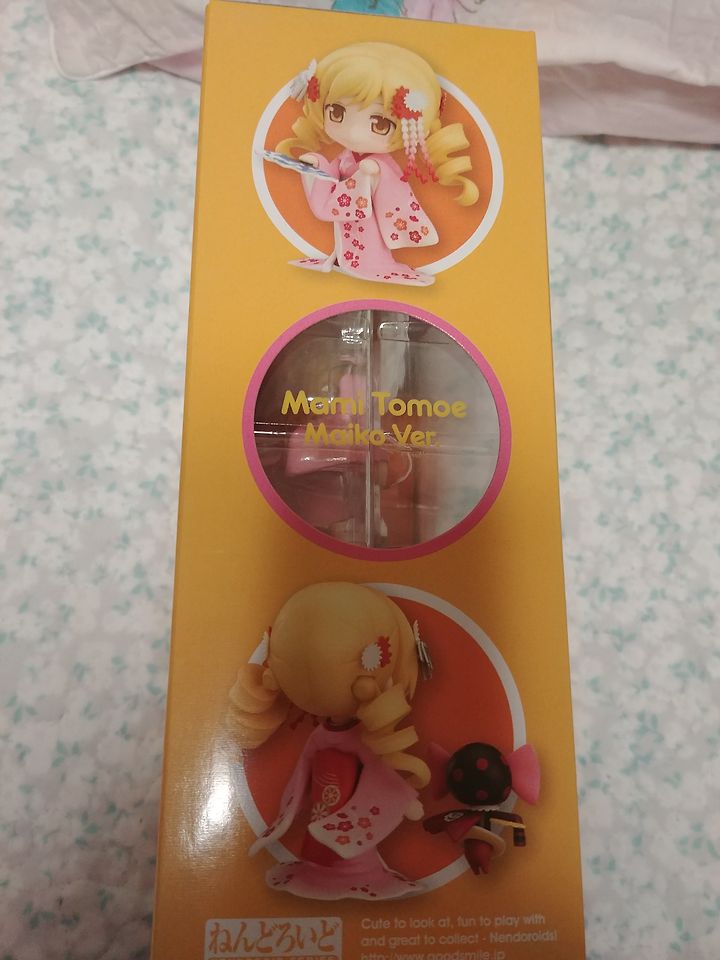 Mami Tomoe
Maiko Ver.
ねんどろいど
Cute to look at, fun to play with
and great to collect - Nendoroids!
http://www.goodsmile.jp